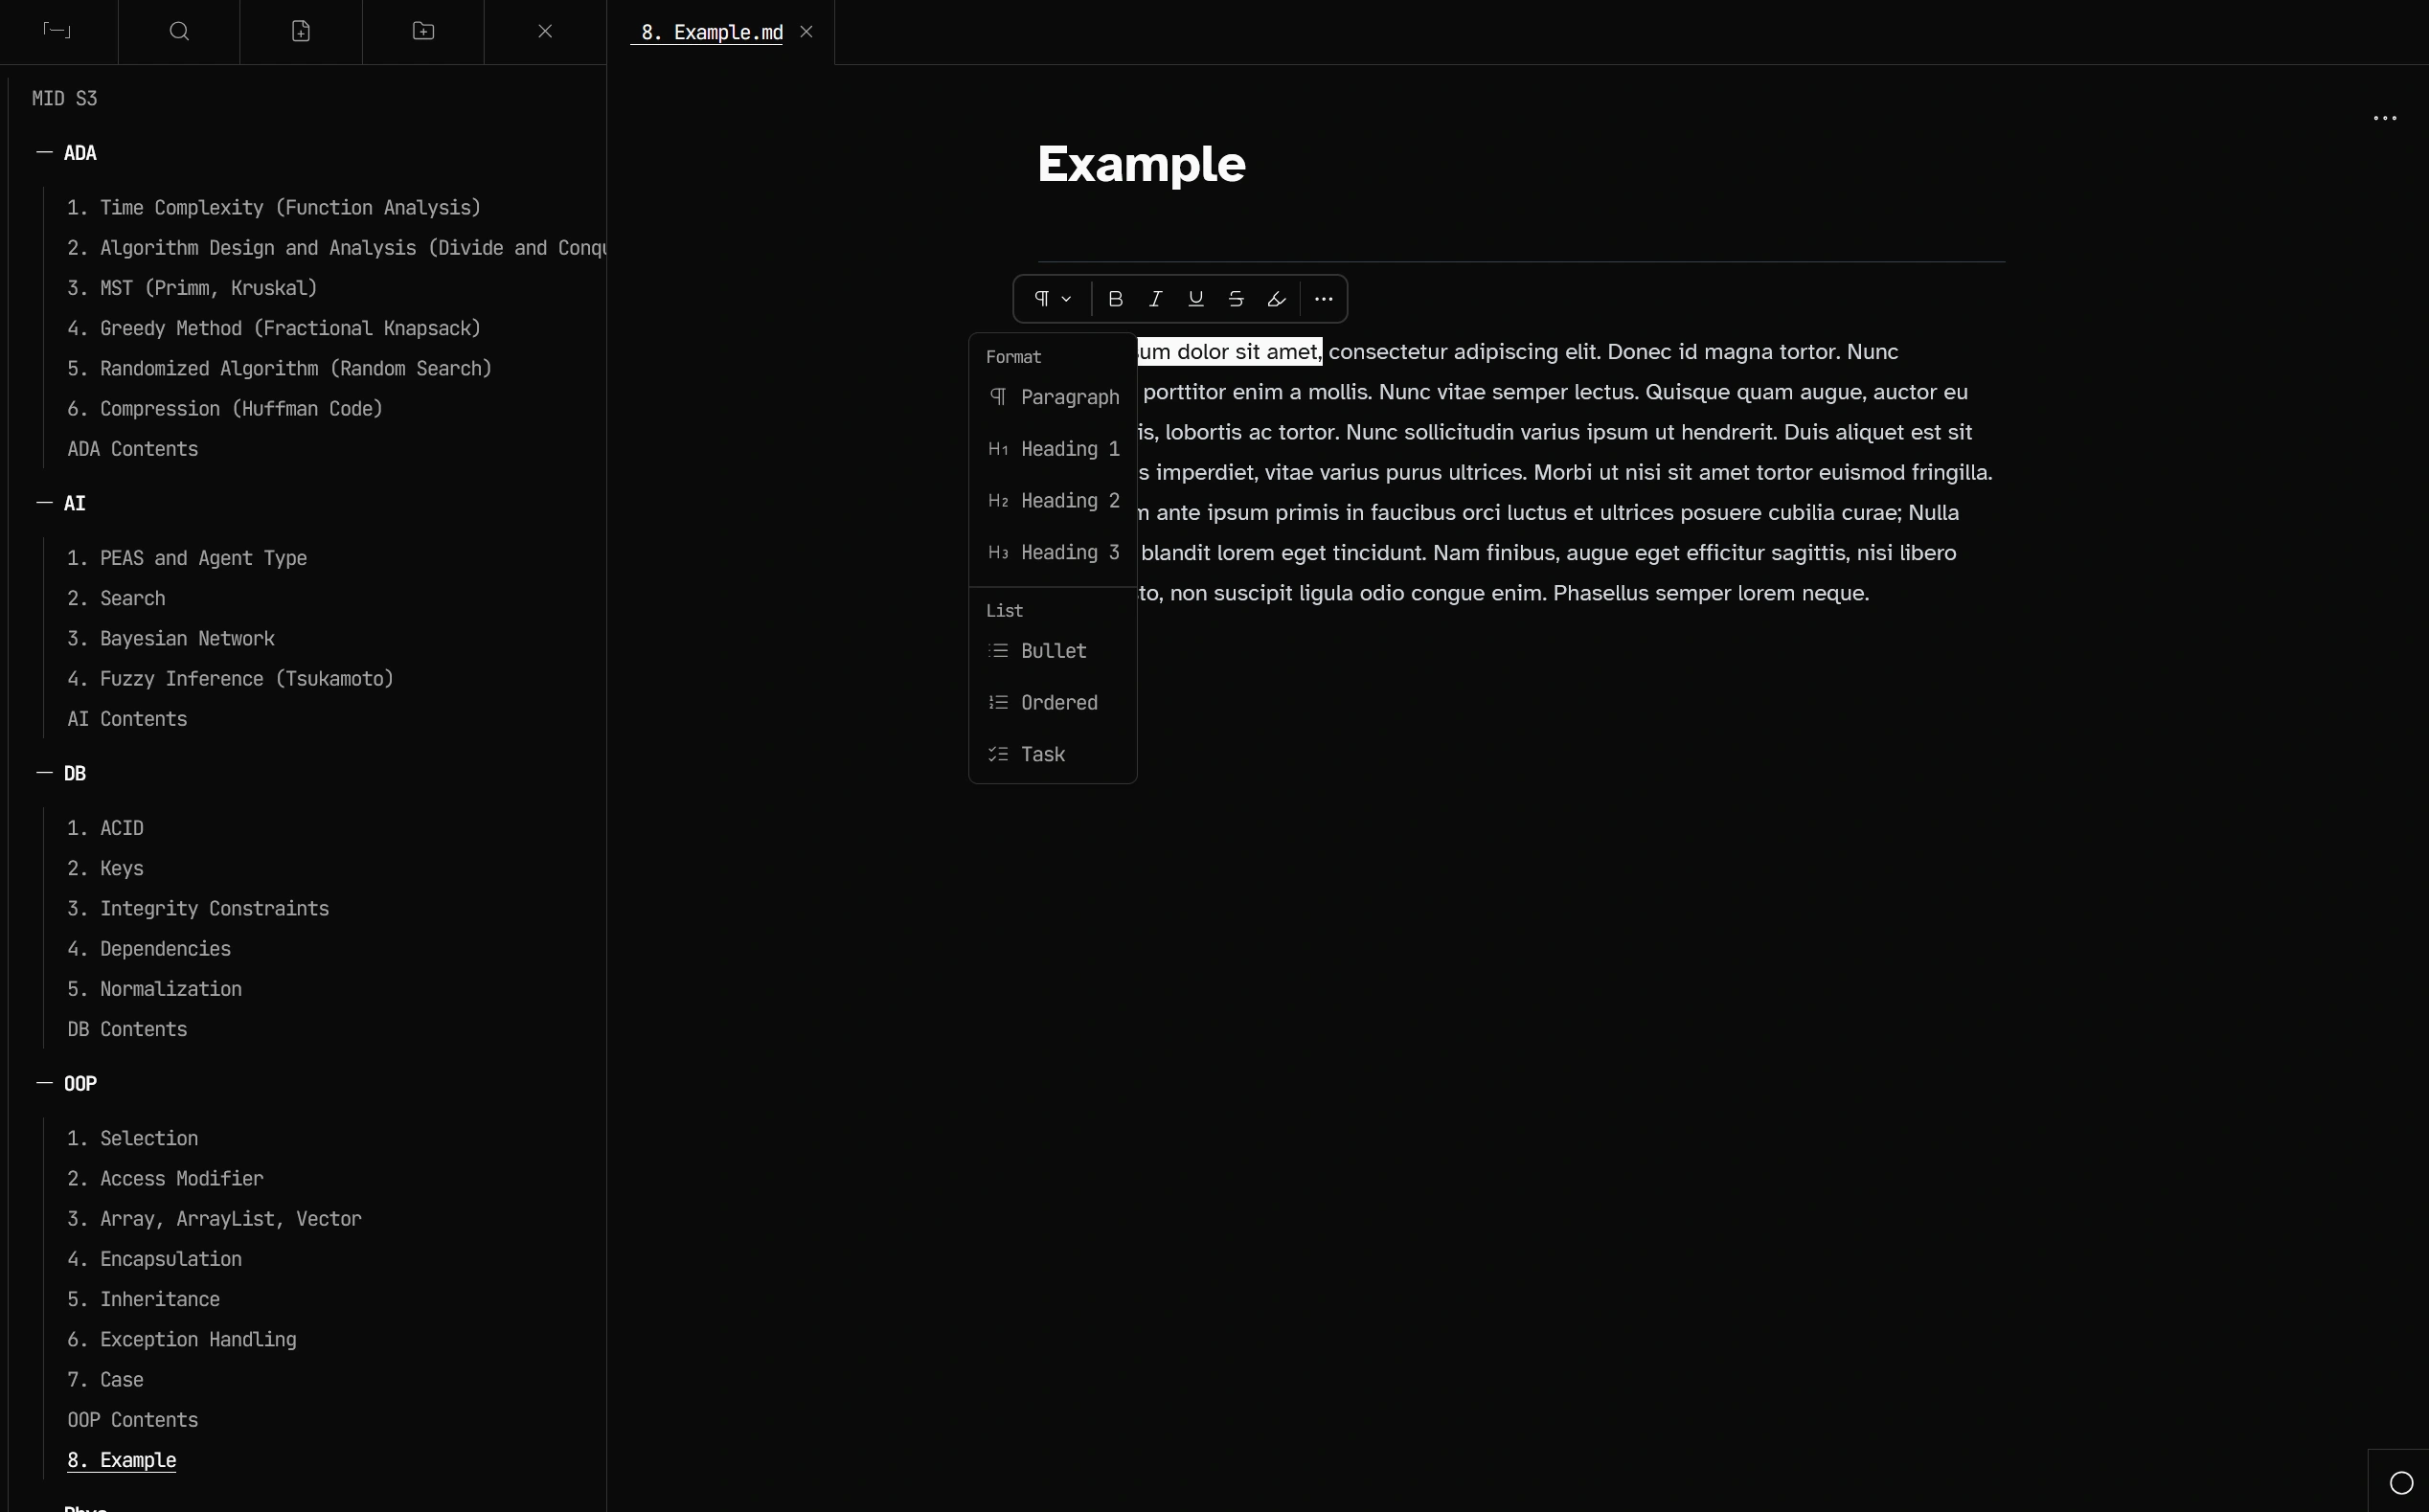 8. Example.md
MID S3
ADA
1. Time Complexity (Function Analysis)
2. Algorithm Design and Analysis (Divide and Conqu
3. MST (Primm, Kruskal)
4. Greedy Method (Fractional Knapsack)
5. Randomized Algorithm (Random Search)
6. Compression (Huffman Code)
ADA Contents
AI
1. PEAS and Agent Type
2. Search
3. Bayesian Network
4. Fuzzy Inference (Tsukamoto)
AI Contents
DB
1. ACID
2. Keys
3. Integrity Constraints
4. Dependencies
5. Normalization
DB Contents
OOP
1. Selection
2. Access Modifier
3. Array, ArrayList, Vector
4. Encapsulation
5. Inheritance
6. Exception Handling
7. Case
OOP Contents
8. Example
Example
¶ B I U S
Format
¶ Paragraph
H1 Heading 1
H2 Heading 2
H3 Heading 3
List
Bullet
Ordered
Task
um dolor sit amet, consectetur adipiscing elit. Donec id magna tortor. Nunc
porttitor enim a mollis. Nunc vitae semper lectus. Quisque quam augue, auctor eu
is, lobortis ac tortor. Nunc sollicitudin varius ipsum ut hendrerit. Duis aliquet est sit
s imperdiet, vitae varius purus ultrices. Morbi ut nisi sit amet tortor euismod fringilla.
ante ipsum primis in faucibus orci luctus et ultrices posuere cubilia curae; Nulla
blandit lorem eget tincidunt. Nam finibus, augue eget efficitur sagittis, nisi libero
to, non suscipit ligula odio congue enim. Phasellus semper lorem neque.